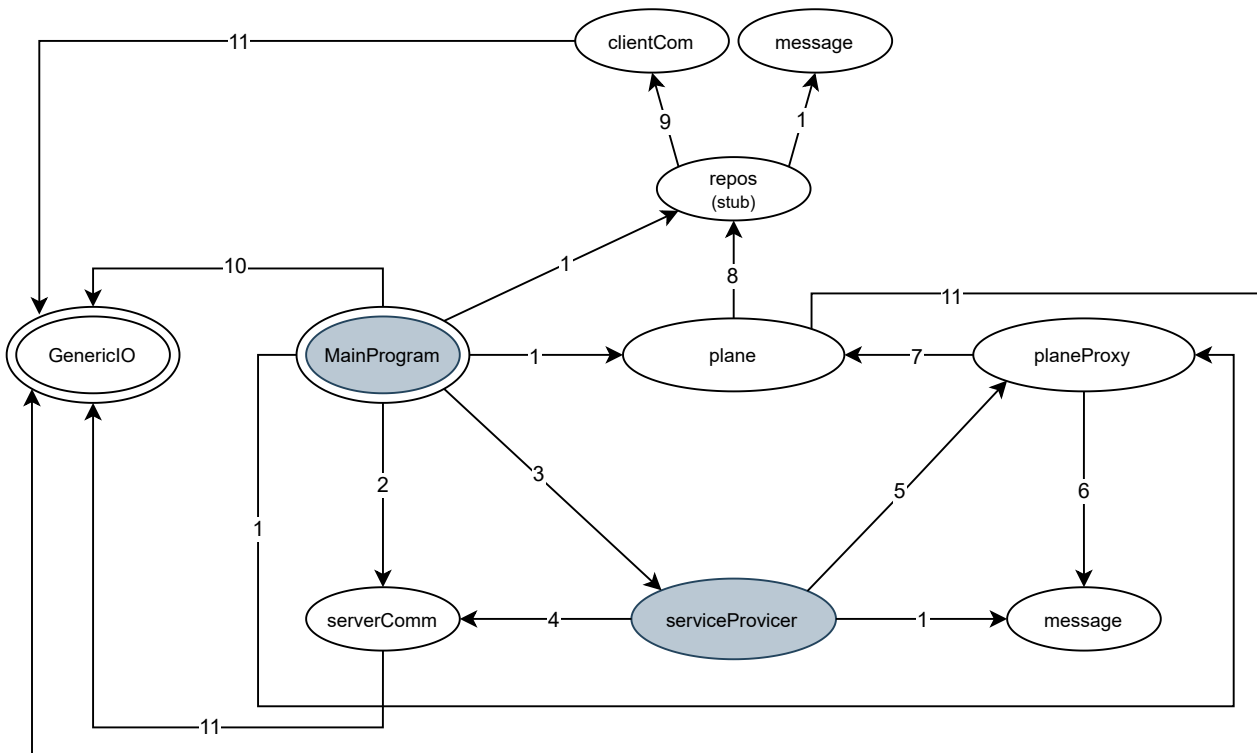 11
clientCom
message
9
1
repos
(stub)
10
1
8
11
GenericIO
MainProgram
1
plane
7
planeProxy
2
3
5
6
1
serverComm
4
serviceProvicer
1
message
11